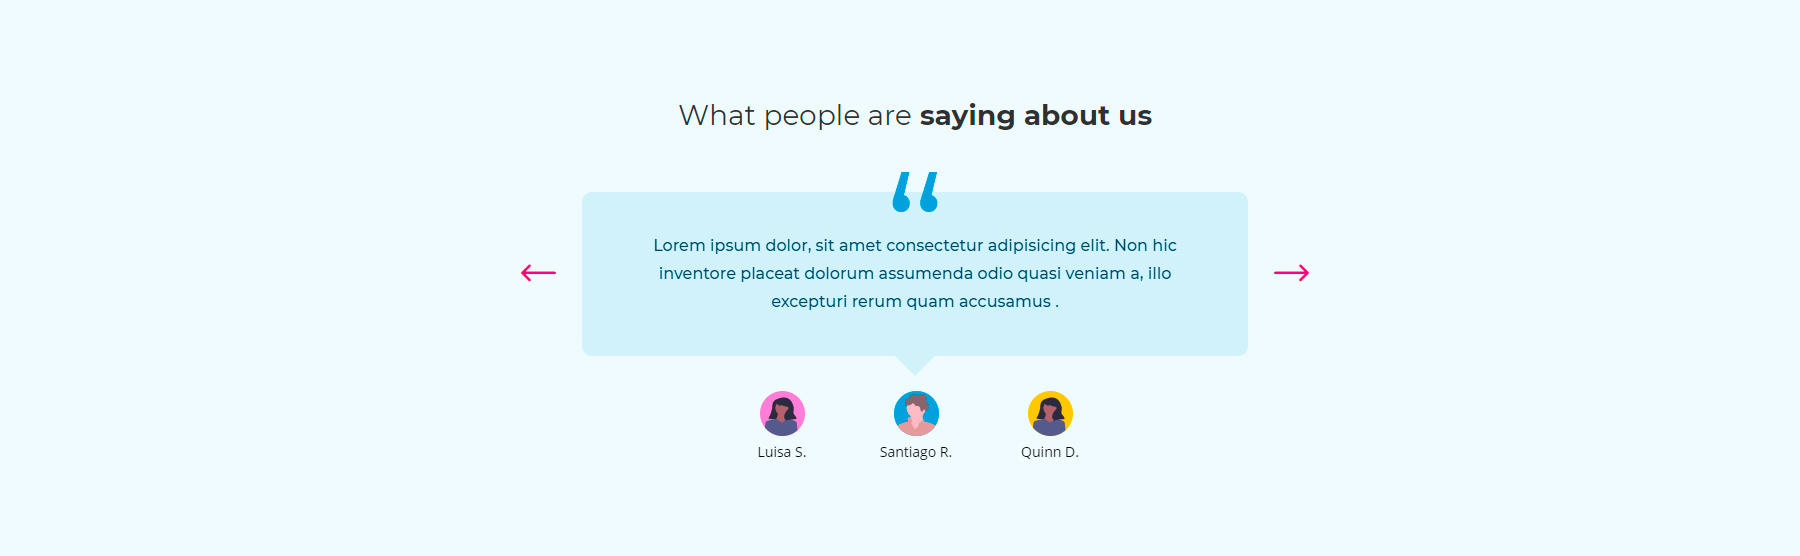 What people are saying about us
“
Lorem ipsum dolor, sit amet consectetur adipisicing elit. Non hic
inventore placeat dolorum assumenda odio quasi veniam a, illo
excepturi rerum quam accusamus .
Luisa S.
Santiago R.
Quinn D.